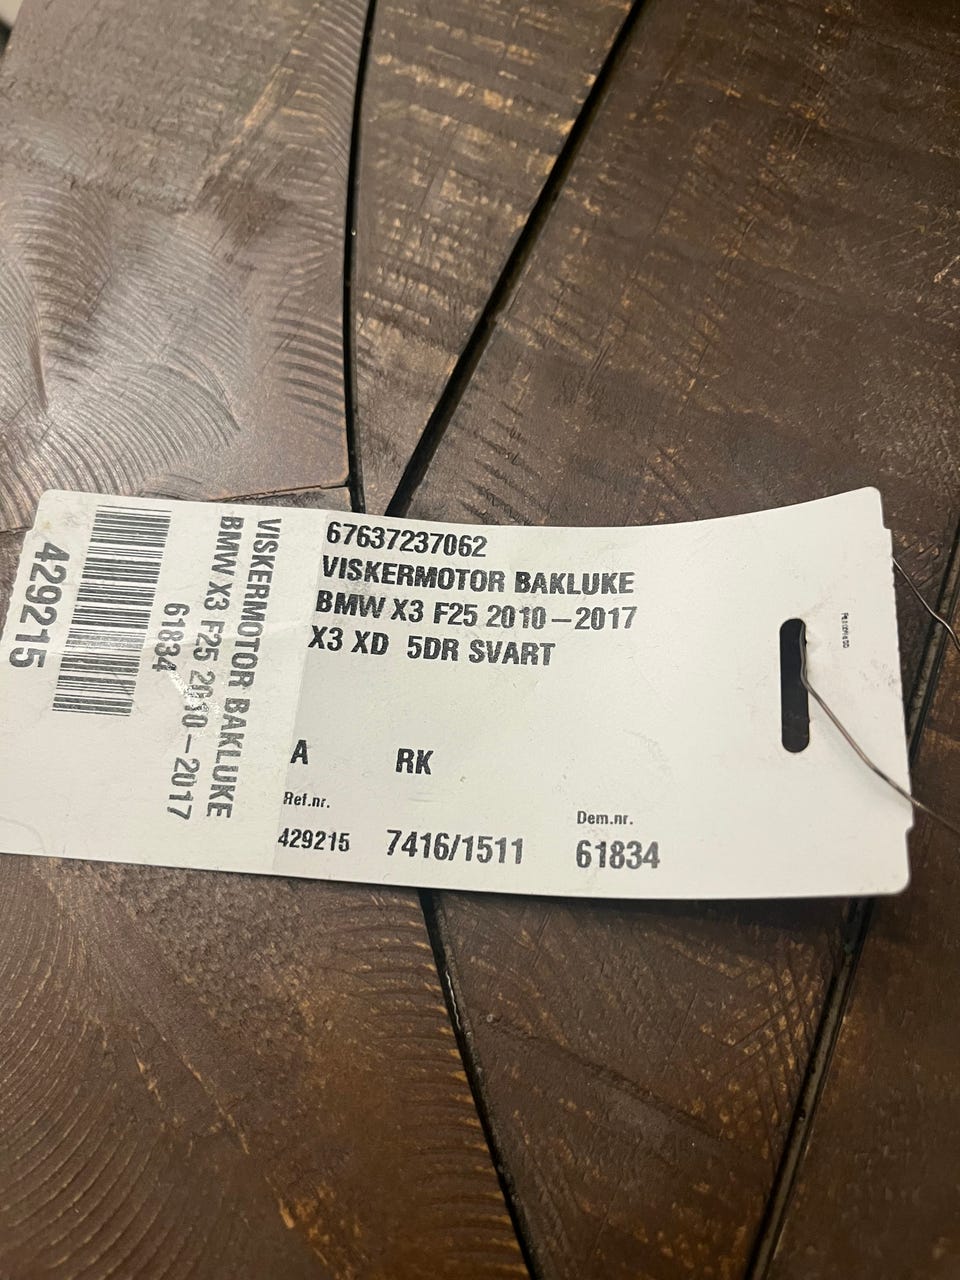 67637237062
VISKERMOTOR BAKLUKE
BMW X3 F25 2010-2017
X3 XD 5DR SVART
A RK
Ref.nr.
429215 7416/1511
Dem.nr.
61834
VISKERMOTOR BAKLUKE
BMW X3 F25 2010-2017
61834
429215